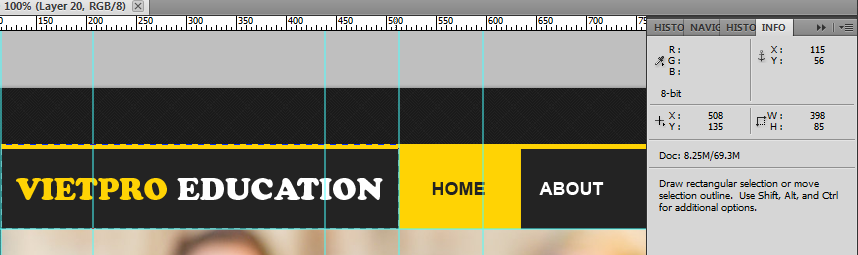 100% (Layer 20, RGB/8)
100 150 200 250 300 350 400 450 500 550 600 650 700 750
HISTO NAVIC HISTO INFO
R :
G :
B :
X : 115
Y : 56
8-bit
X : 508
Y : 135
W : 398
H : 85
Doc: 8.25M/69.3M
Draw rectangular selection or move
selection outline. Use Shift, Alt, and Ctrl
for additional options.
VIETPRO EDUCATION HOME ABOUT